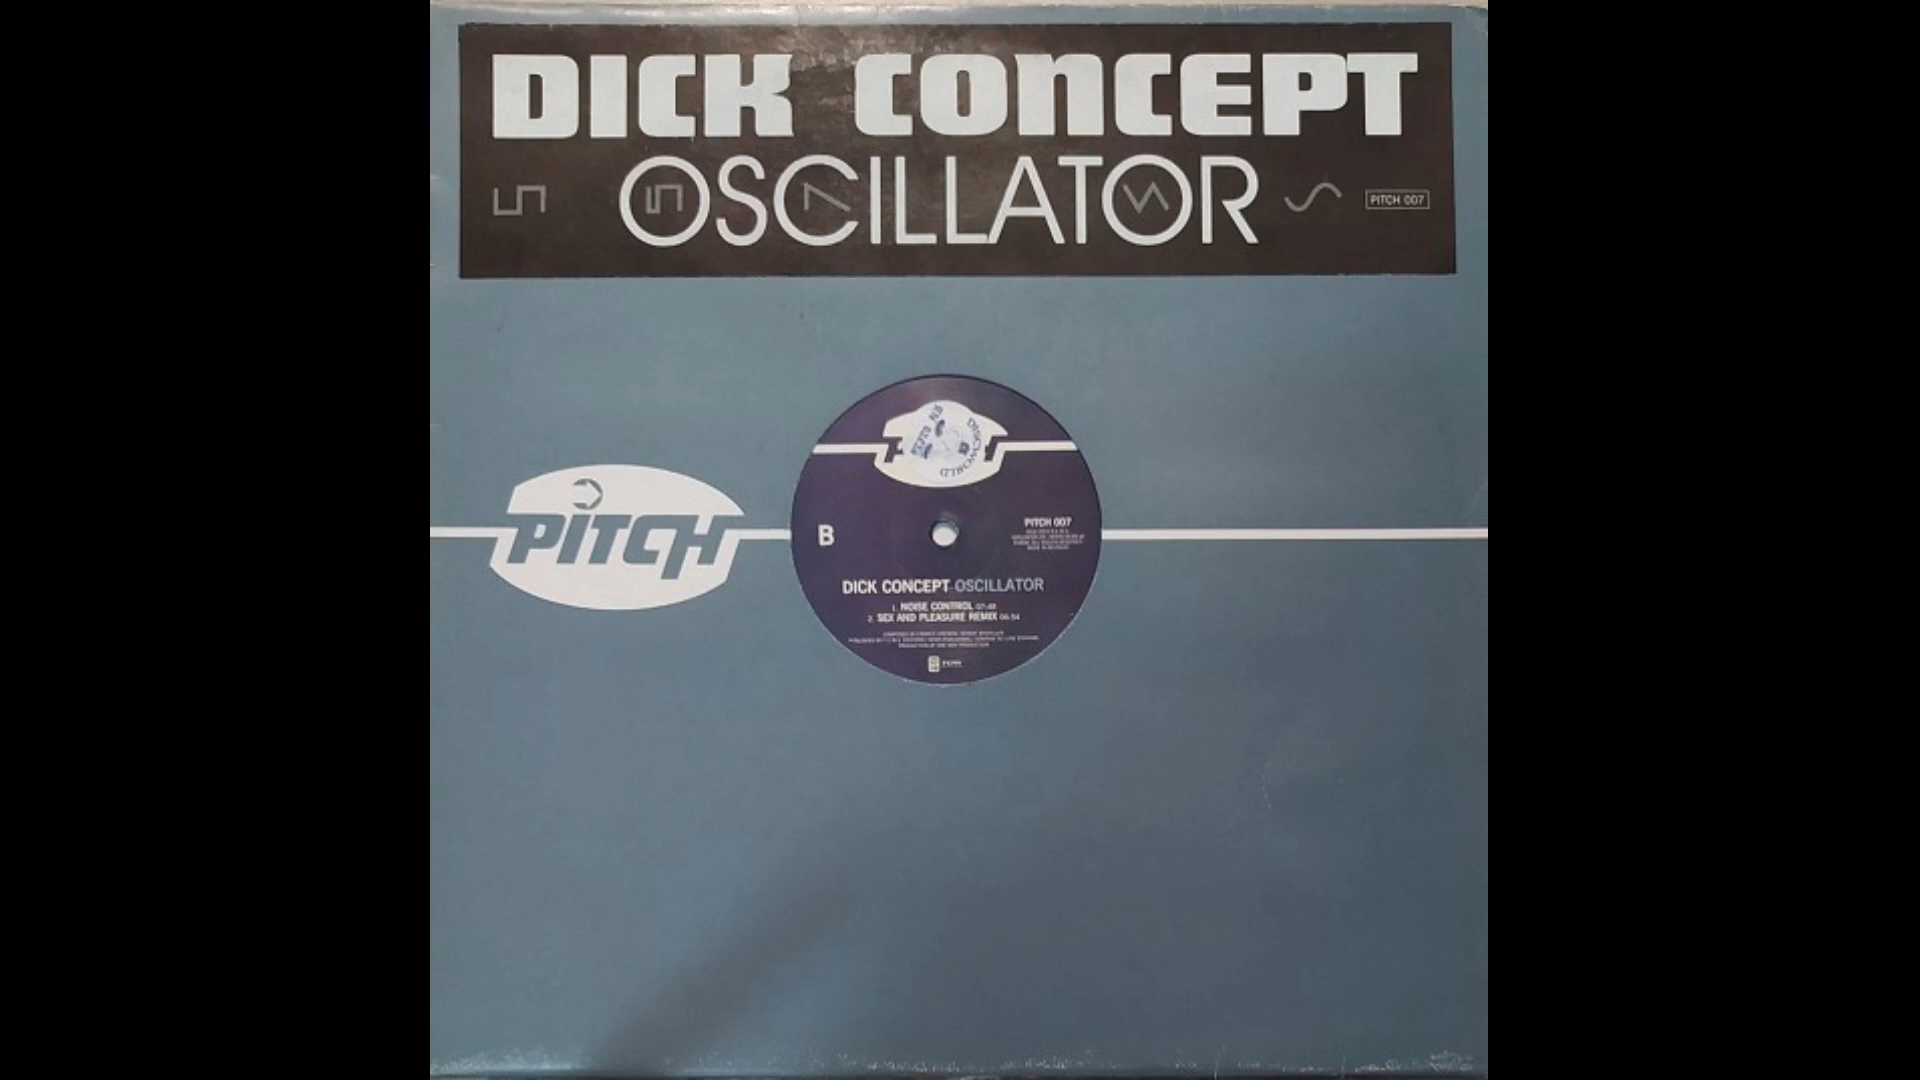 DICK CONCEPT
OSCILLATOR
PITCH 007
PITCH
DISCWORLD
B
PITCH 007
DICK CONCEPT OSCILLATOR
1. NOISE CONTROL 07:48
2. SEX AND PLEASURE REMIX 06:54